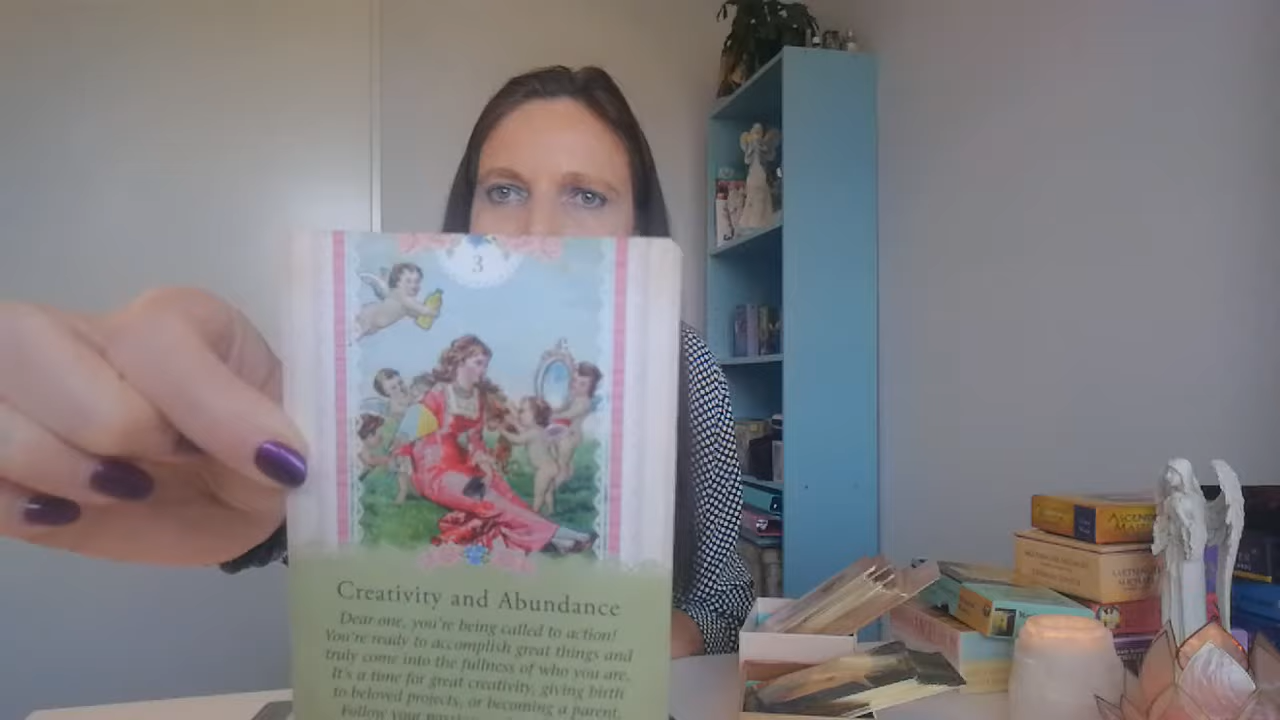 3
Creativity and Abundance
Dear one, you're being called to action!
You're ready to accomplish great things and
truly come into the fullness of who you are.
It's a time for great creativity, giving birth
to beloved projects, or becoming a parent.
Follow your